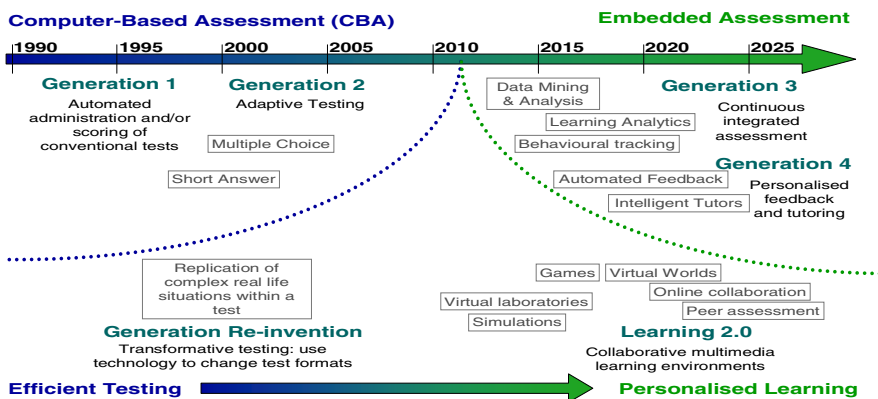 Computer-Based Assessment (CBA)
Embedded Assessment
1990
1995
2000
2005
2010
2015
2020
2025
Generation 1
Automated
administration and/or
scoring of
conventional tests
Generation 2
Adaptive Testing
Multiple Choice
Short Answer
Data Mining
& Analysis
Learning Analytics
Behavioural tracking
Automated Feedback
Intelligent Tutors
Generation 3
Continuous
integrated
assessment
Generation 4
Personalised
feedback
and tutoring
Replication of
complex real life
situations within a
test
Generation Re-invention
Transformative testing: use
technology to change test formats
Games
Virtual Worlds
Virtual laboratories
Simulations
Online collaboration
Peer assessment
Learning 2.0
Collaborative multimedia
learning environments
Efficient Testing
Personalised Learning